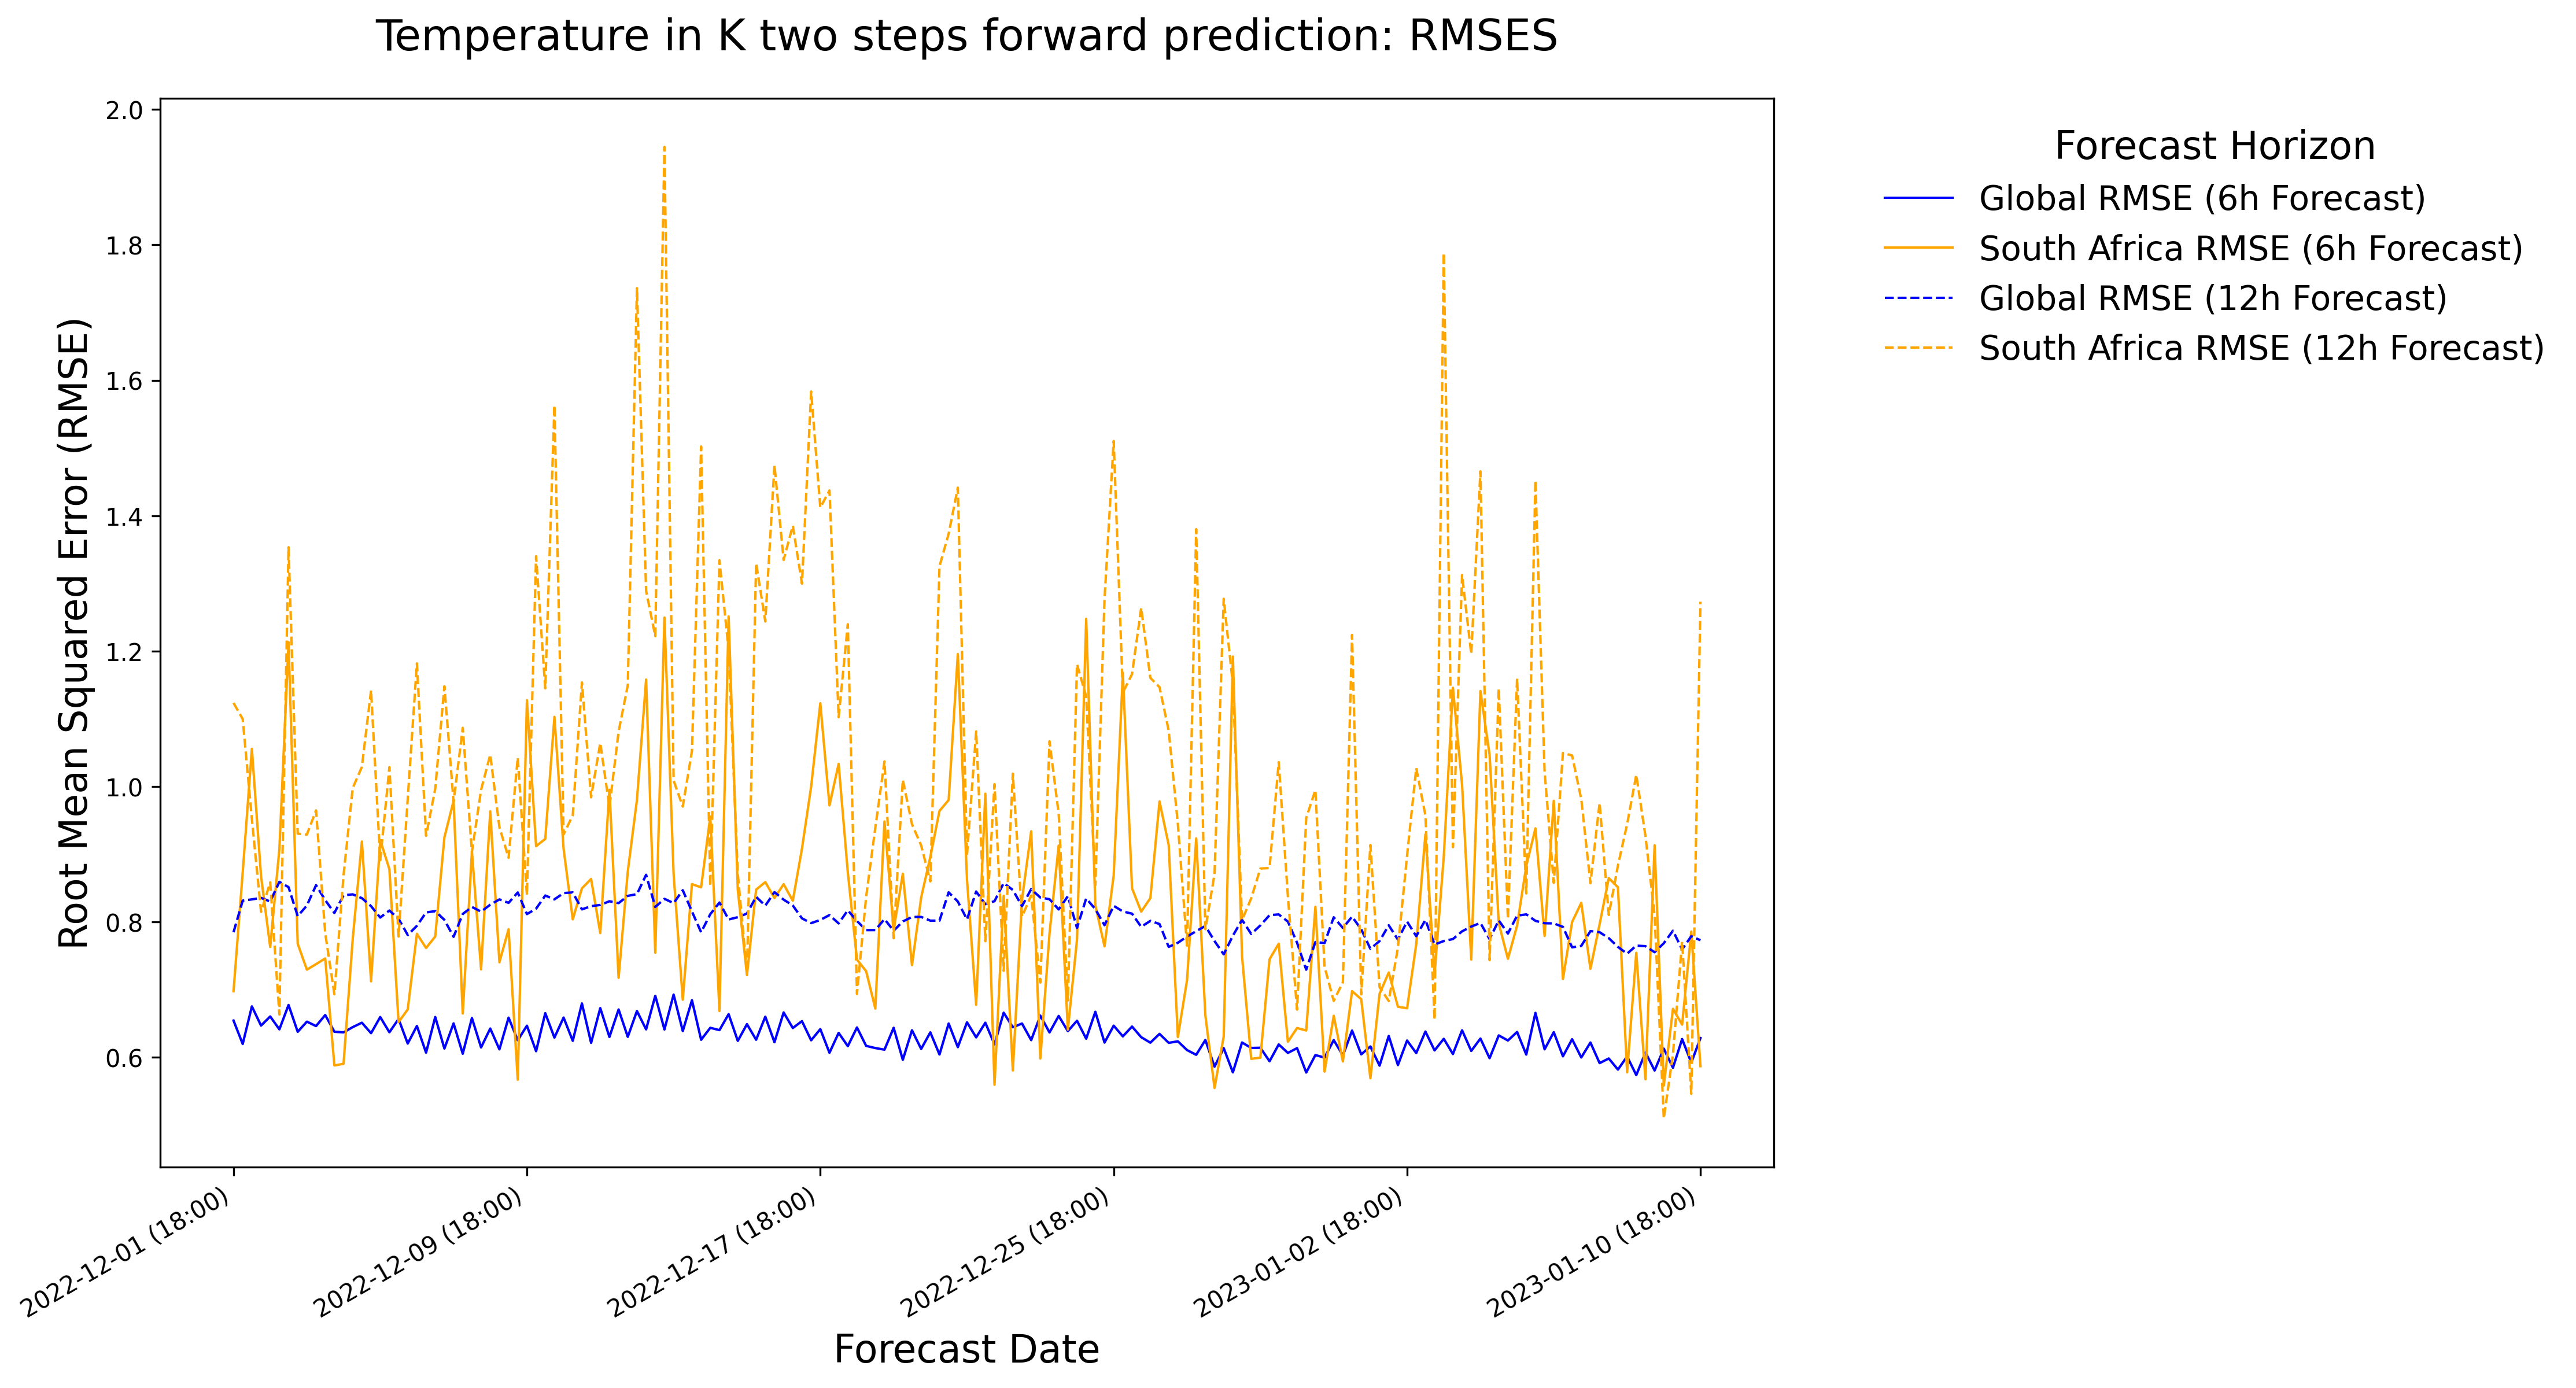 Temperature in K two steps forward prediction: RMSES
Root Mean Squared Error (RMSE)
2.0
1.8
1.6
1.4
1.2
1.0
0.8
0.6
2022-12-01 (18:00)
2022-12-09 (18:00)
2022-12-17 (18:00)
2022-12-25 (18:00)
2023-01-02 (18:00)
2023-01-10 (18:00)
Forecast Date
Forecast Horizon
Global RMSE (6h Forecast)
South Africa RMSE (6h Forecast)
Global RMSE (12h Forecast)
South Africa RMSE (12h Forecast)